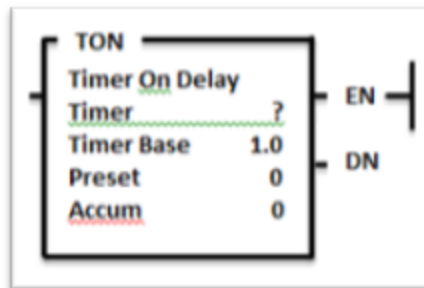 TON
Timer On Delay
Timer ?
EN
Timer Base 1.0
DN
Preset 0
Accum 0